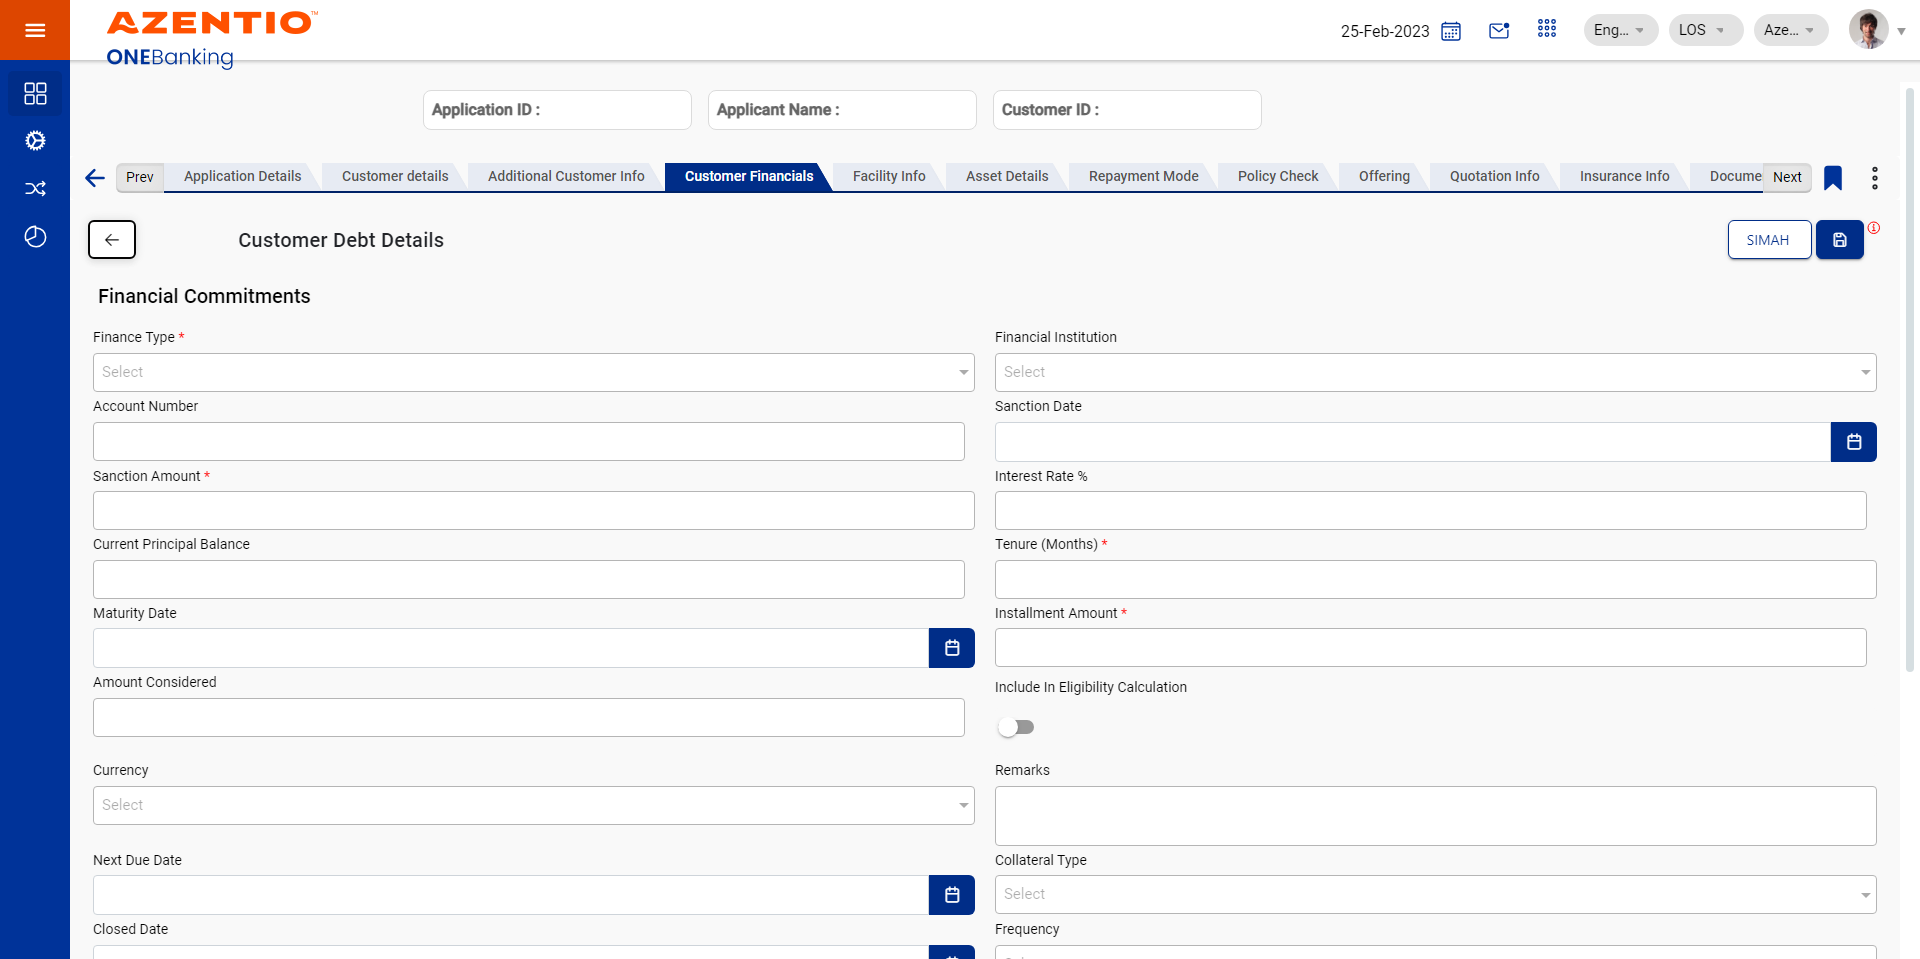 AZENTIO™
ONEBanking
25-Feb-2023
Eng...
LOS
Aze...
Application ID :
Applicant Name :
Customer ID :
Prev
Application Details
Customer details
Additional Customer Info
Customer Financials
Facility Info
Asset Details
Repayment Mode
Policy Check
Offering
Quotation Info
Insurance Info
Docume
Next
Customer Debt Details
SIMAH
Financial Commitments
Finance Type *
Financial Institution
Select
Select
Account Number
Sanction Date
Sanction Amount *
Interest Rate %
Current Principal Balance
Tenure (Months) *
Maturity Date
Installment Amount *
Amount Considered
Include In Eligibility Calculation
Currency
Remarks
Select
Next Due Date
Collateral Type
Select
Closed Date
Frequency